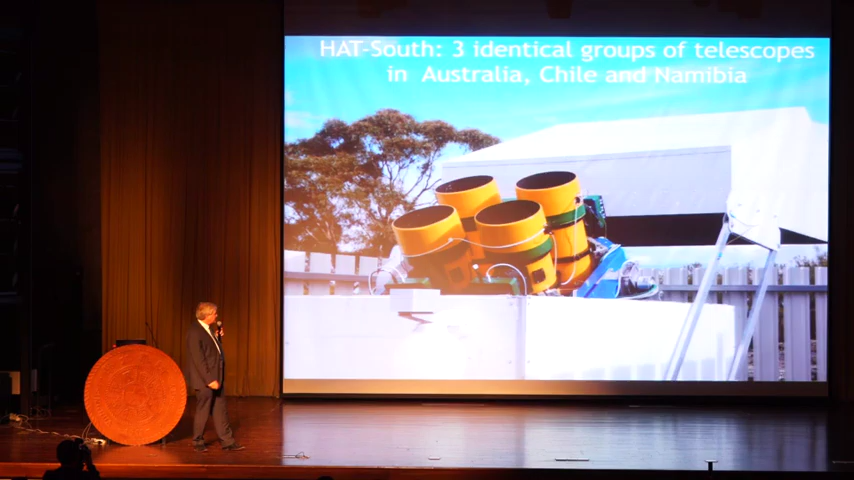 HAT-South: 3 identical groups of telescopes
in Australia, Chile and Namibia